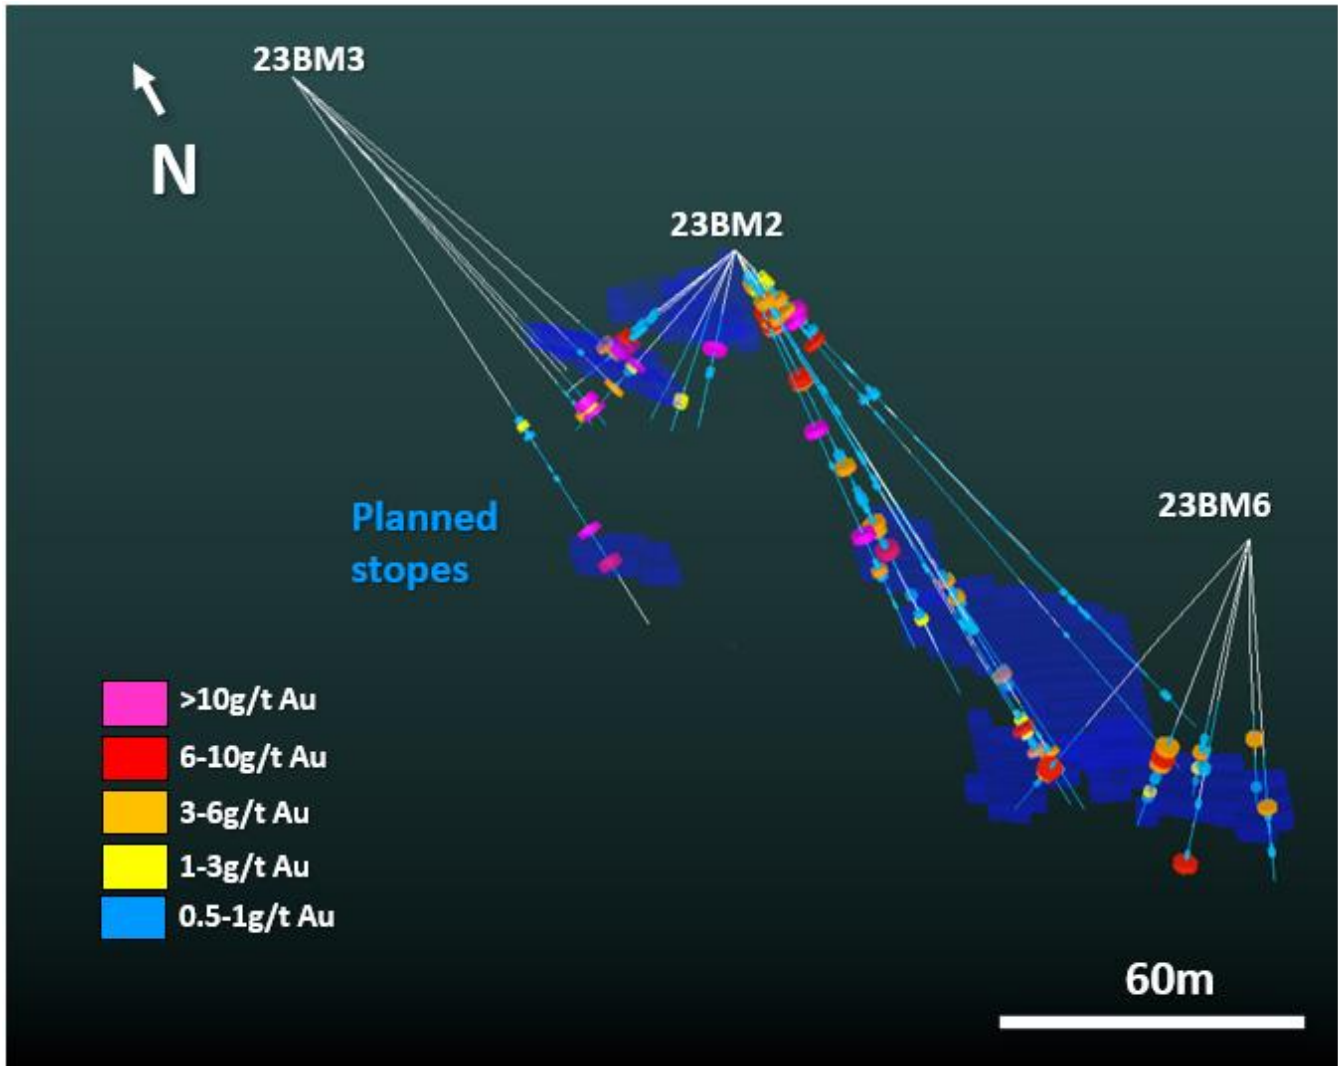 23BM3
N
23BM2
23BM6
Planned
stopes
>10g/t Au
6-10g/t Au
3-6g/t Au
1-3g/t Au
0.5-1g/t Au
60m